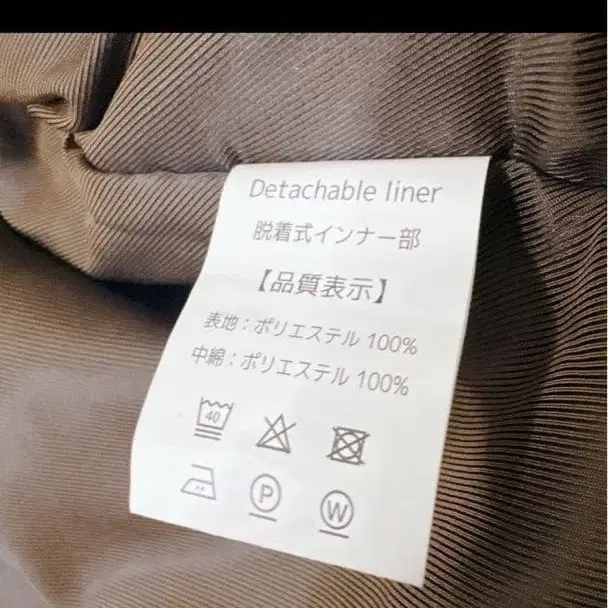 Detachable liner
脱着式インナー部
【品質表示】
表地：ポリエステル 100%
中綿：ポリエステル 100%
40
P
W